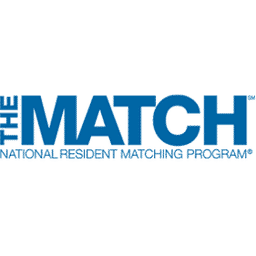 THE MATCH℠
NATIONAL RESIDENT MATCHING PROGRAM®